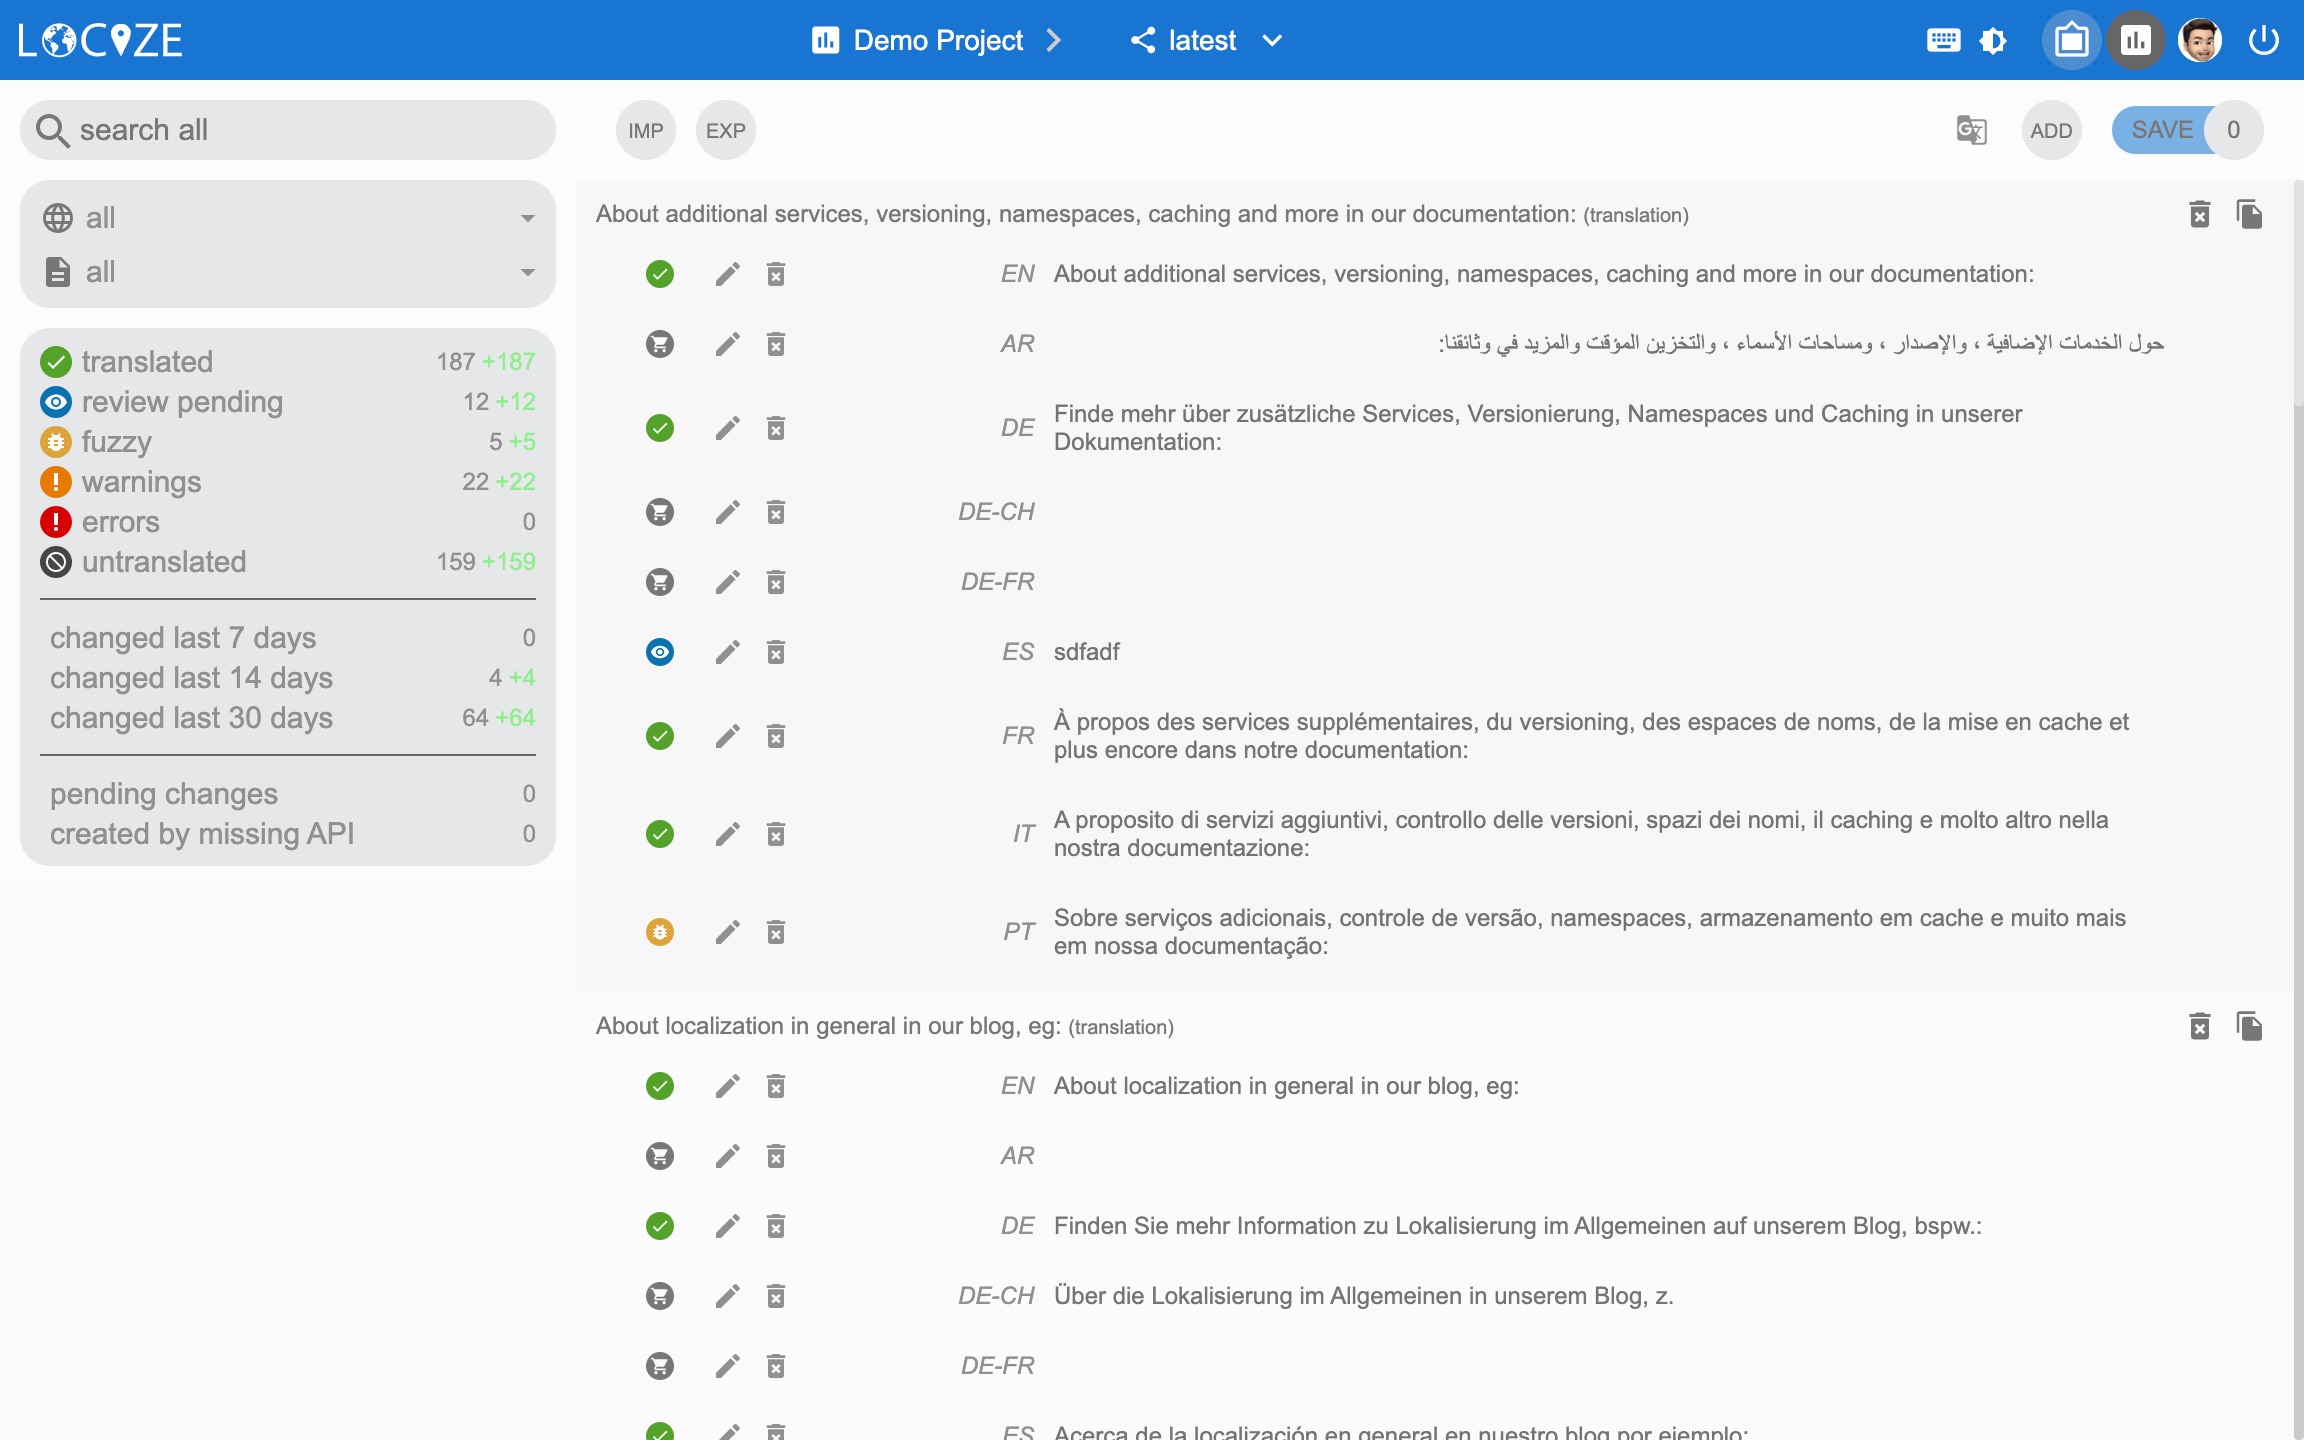 LOCIZE
Demo Project
latest
search all
IMP
EXP
ADD
SAVE 0
all
all
translated 187 +187
review pending 12 +12
fuzzy 5 +5
warnings 22 +22
errors 0
untranslated 159 +159
changed last 7 days 0
changed last 14 days 4 +4
changed last 30 days 64 +64
pending changes 0
created by missing API 0
About additional services, versioning, namespaces, caching and more in our documentation: (translation)
EN About additional services, versioning, namespaces, caching and more in our documentation:
AR حول الخدمات الإضافية ، والإصدار ، ومساحات الأسماء ، والتخزين المؤقت والمزيد في وثائقنا:
DE Finde mehr über zusätzliche Services, Versionierung, Namespaces und Caching in unserer
Dokumentation:
DE-CH
DE-FR
ES sdfadf
FR À propos des services supplémentaires, du versioning, des espaces de noms, de la mise en cache et
plus encore dans notre documentation:
IT A proposito di servizi aggiuntivi, controllo delle versioni, spazi dei nomi, il caching e molto altro nella
nostra documentazione:
PT Sobre serviços adicionais, controle de versão, namespaces, armazenamento em cache e muito mais
em nossa documentação:
About localization in general in our blog, eg: (translation)
EN About localization in general in our blog, eg:
AR
DE Finden Sie mehr Information zu Lokalisierung im Allgemeinen auf unserem Blog, bspw.:
DE-CH Über die Lokalisierung im Allgemeinen in unserem Blog, z.
DE-FR
ES Acerca de la localización en general en nuestro blog por ejemplo: